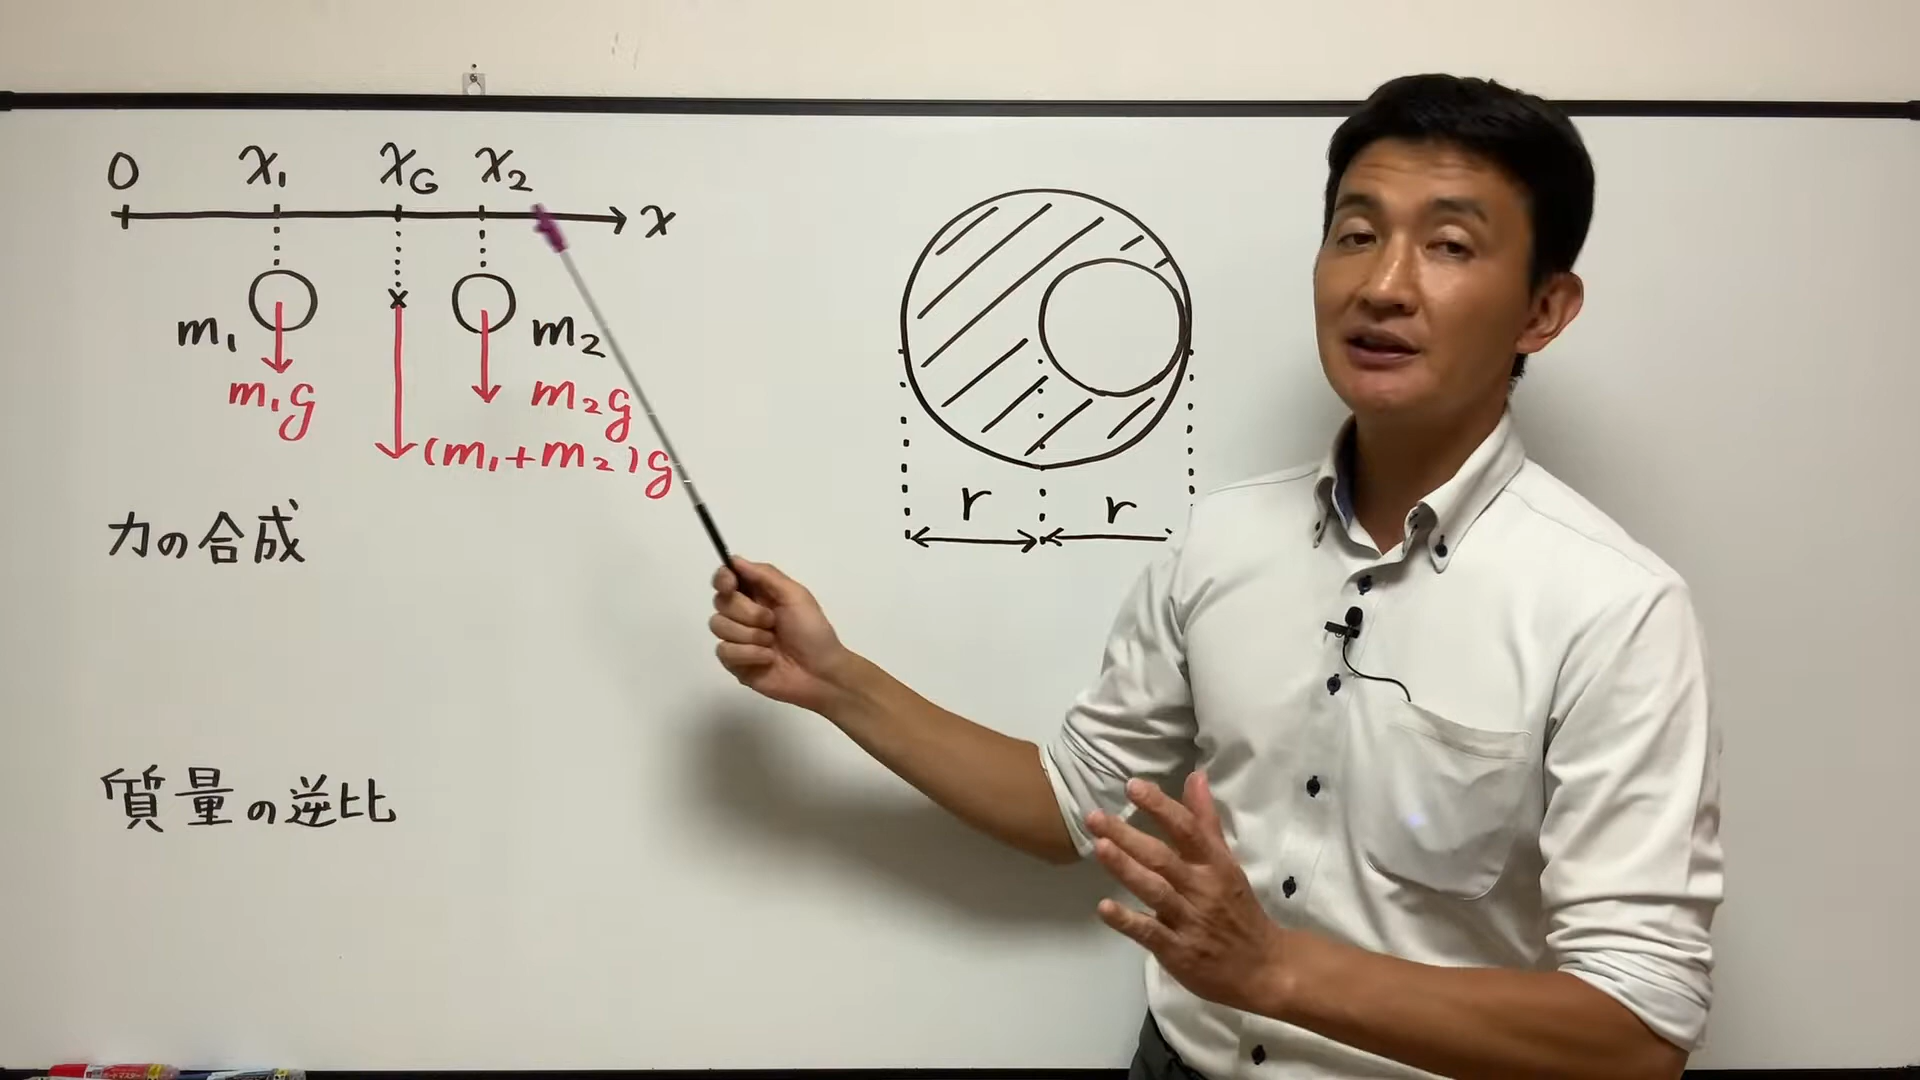 0 x₁ x_G x₂
x
m₁ m₂
m₁g m₂g
(m₁+m₂)g
力の合成
質量の逆比
r r